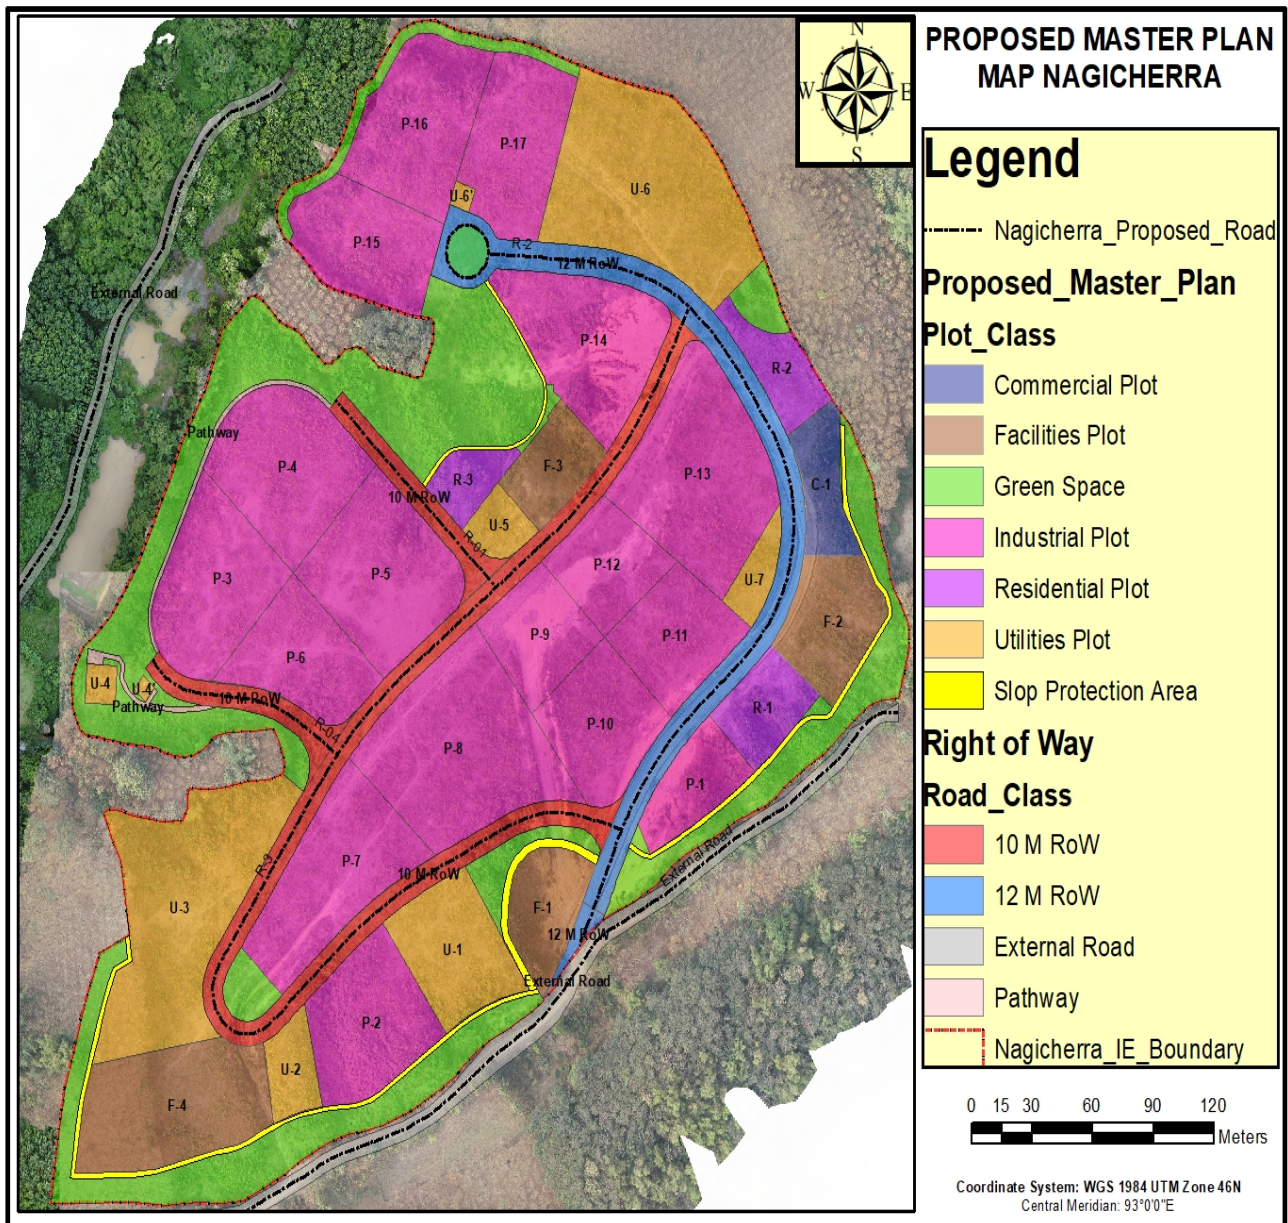 PROPOSED MASTER PLAN
MAP NAGICHERRA
N
W E
S
Legend
Nagicherra_Proposed_Road
Proposed_Master_Plan
Plot_Class
Commercial Plot
Facilities Plot
Green Space
Industrial Plot
Residential Plot
Utilities Plot
Slop Protection Area
Right of Way
Road_Class
10 M RoW
12 M RoW
External Road
Pathway
Nagicherra_IE_Boundary
0 15 30 60 90 120
Meters
Coordinate System: WGS 1984 UTM Zone 46N
Central Meridian: 93°0'0"E
P-16
P-17
U-6
U-6'
P-15
R-2
12 M RoW
External Road
P-14
R-2
Pathway
P-4
R-3
F-3
P-13
C-1
10 M RoW
U-5
R-01
P-3
P-5
P-12
U-7
P-9
P-11
F-2
P-6
U-4
U-4'
Pathway
10 M RoW
R-04
P-8
P-10
R-1
P-1
External Road
P-7
R-3
10 M RoW
U-3
F-1
12 M RoW
U-1
External Road
P-2
U-2
F-4